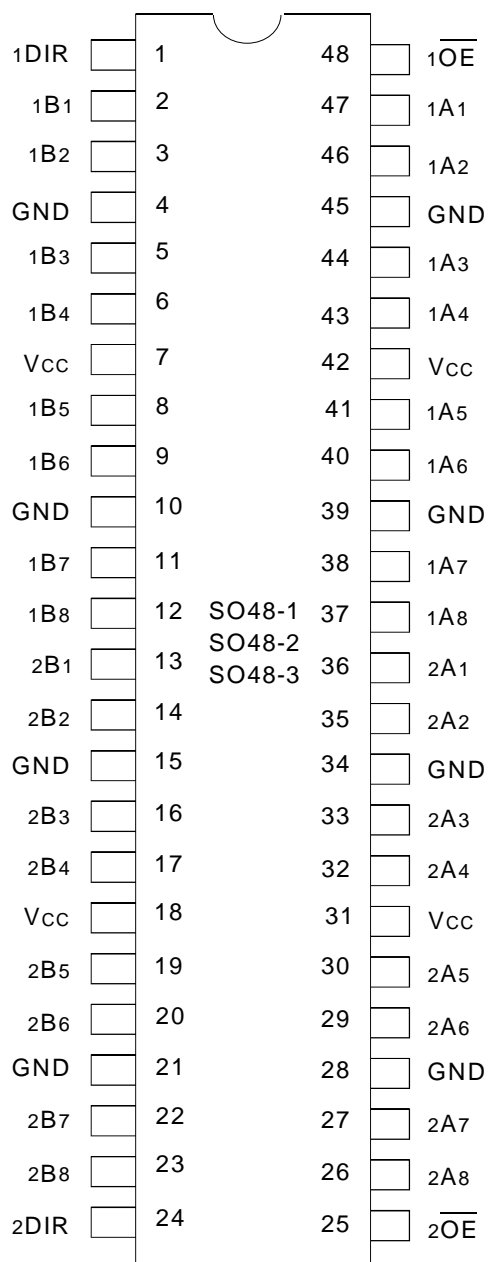 1DIR 1 48 1O̅E̅
1B1 2 47 1A1
1B2 3 46 1A2
GND 4 45 GND
1B3 5 44 1A3
1B4 6 43 1A4
VCC 7 42 VCC
1B5 8 41 1A5
1B6 9 40 1A6
GND 10 39 GND
1B7 11 38 1A7
1B8 12 SO48-1 37 1A8
SO48-2
2B1 13 SO48-3 36 2A1
2B2 14 35 2A2
GND 15 34 GND
2B3 16 33 2A3
2B4 17 32 2A4
VCC 18 31 VCC
2B5 19 30 2A5
2B6 20 29 2A6
GND 21 28 GND
2B7 22 27 2A7
2B8 23 26 2A8
2DIR 24 25 2O̅E̅